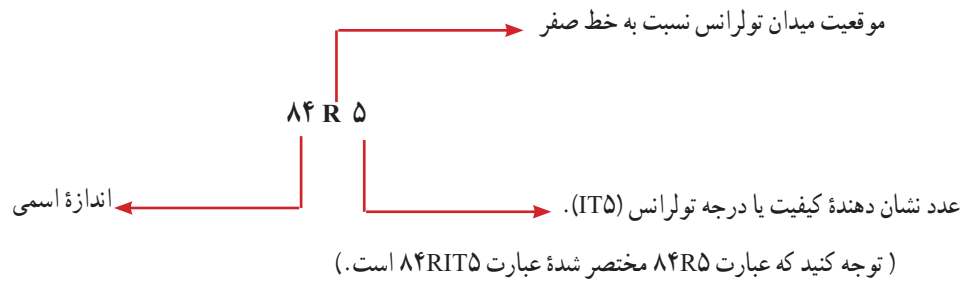 موقعیت میدان تولرانس نسبت به خط صفر
۸۴ R ۵
عدد نشان دهندهٔ کیفیت یا درجه تولرانس (IT۵).
اندازهٔ اسمی
( توجه کنید که عبارت ۸۴R۵ مختصر شدهٔ عبارت ۸۴RIT۵ است.)